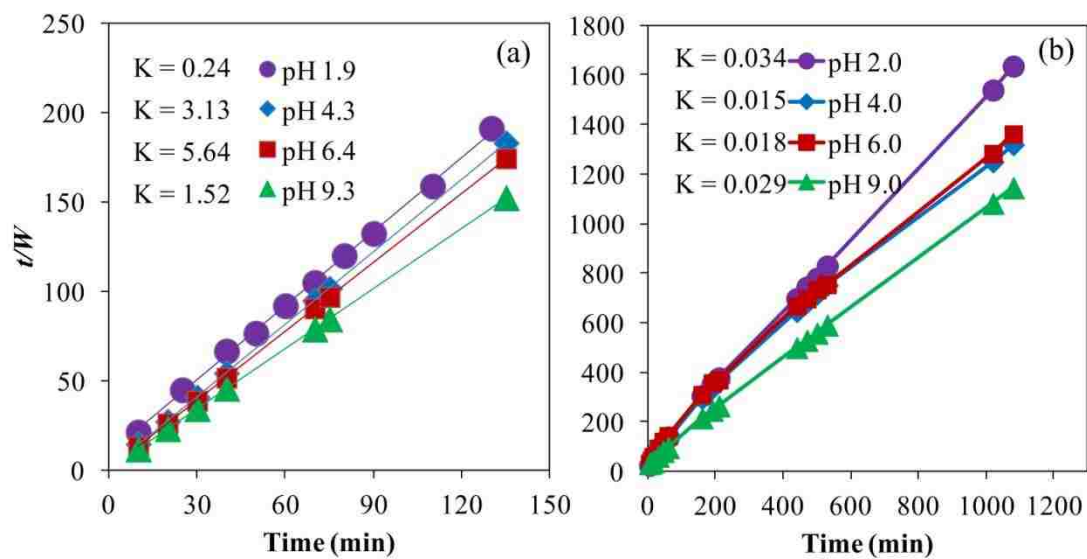 (a)
K = 0.24 pH 1.9
K = 3.13 pH 4.3
K = 5.64 pH 6.4
K = 1.52 pH 9.3
t/W
250
200
150
100
50
0
0 30 60 90 120 150
Time (min)
(b)
K = 0.034 pH 2.0
K = 0.015 pH 4.0
K = 0.018 pH 6.0
K = 0.029 pH 9.0
1800
1600
1400
1200
1000
800
600
400
200
0
0 200 400 600 800 1000 1200
Time (min)